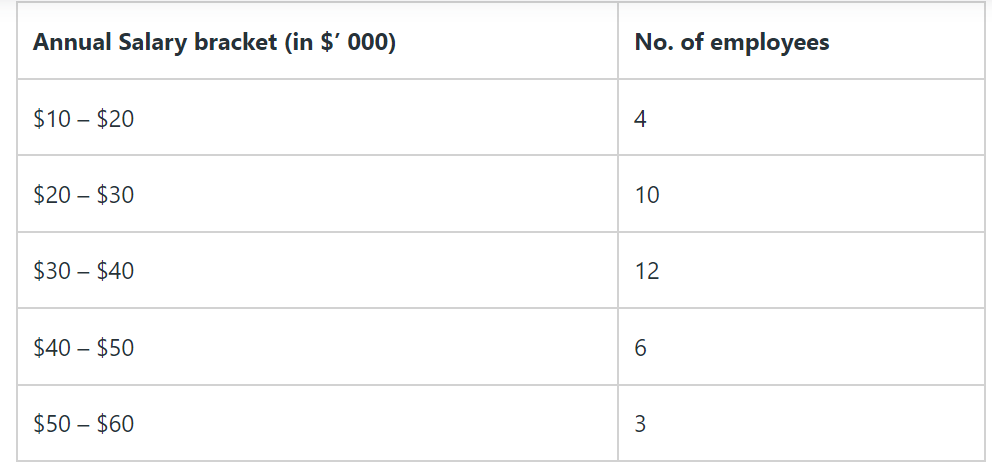 Annual Salary bracket (in $′ 000) No. of employees
$10 – $20 4
$20 – $30 10
$30 – $40 12
$40 – $50 6
$50 – $60 3